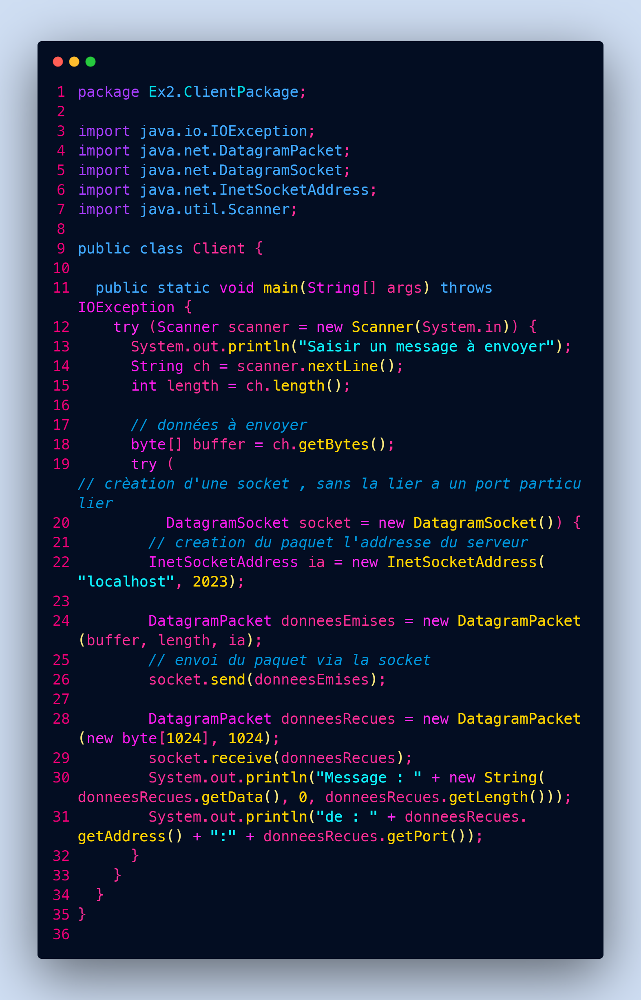 1 package Ex2.ClientPackage;
2
3 import java.io.IOException;
4 import java.net.DatagramPacket;
5 import java.net.DatagramSocket;
6 import java.net.InetSocketAddress;
7 import java.util.Scanner;
8
9 public class Client {
10
11   public static void main(String[] args) throws
IOException {
12     try (Scanner scanner = new Scanner(System.in)) {
13       System.out.println("Saisir un message à envoyer");
14       String ch = scanner.nextLine();
15       int length = ch.length();
16
17       // données à envoyer
18       byte[] buffer = ch.getBytes();
19       try (
// crèation d'une socket , sans la lier a un port particu
lier
20           DatagramSocket socket = new DatagramSocket()) {
21         // creation du paquet l'addresse du serveur
22         InetSocketAddress ia = new InetSocketAddress(
"localhost", 2023);
23
24         DatagramPacket donneesEmises = new DatagramPacket
(buffer, length, ia);
25         // envoi du paquet via la socket
26         socket.send(donneesEmises);
27
28         DatagramPacket donneesRecues = new DatagramPacket
(new byte[1024], 1024);
29         socket.receive(donneesRecues);
30         System.out.println("Message : " + new String(
donneesRecues.getData(), 0, donneesRecues.getLength()));
31         System.out.println("de : " + donneesRecues.
getAddress() + ":" + donneesRecues.getPort());
32       }
33     }
34   }
35 }
36